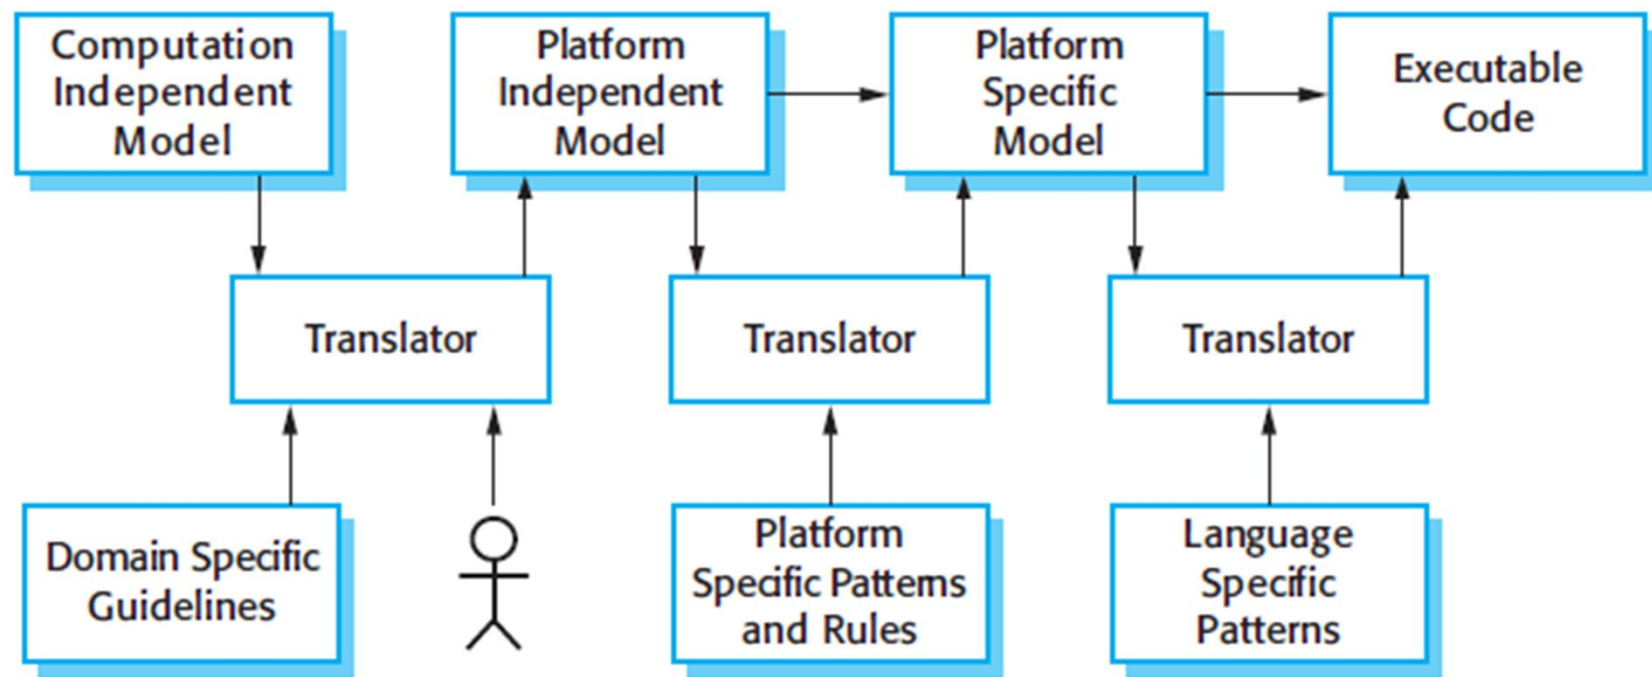 Computation
Independent
Model
Platform
Independent
Model
Platform
Specific
Model
Executable
Code
Translator
Translator
Translator
Domain Specific
Guidelines
Platform
Specific Patterns
and Rules
Language
Specific
Patterns